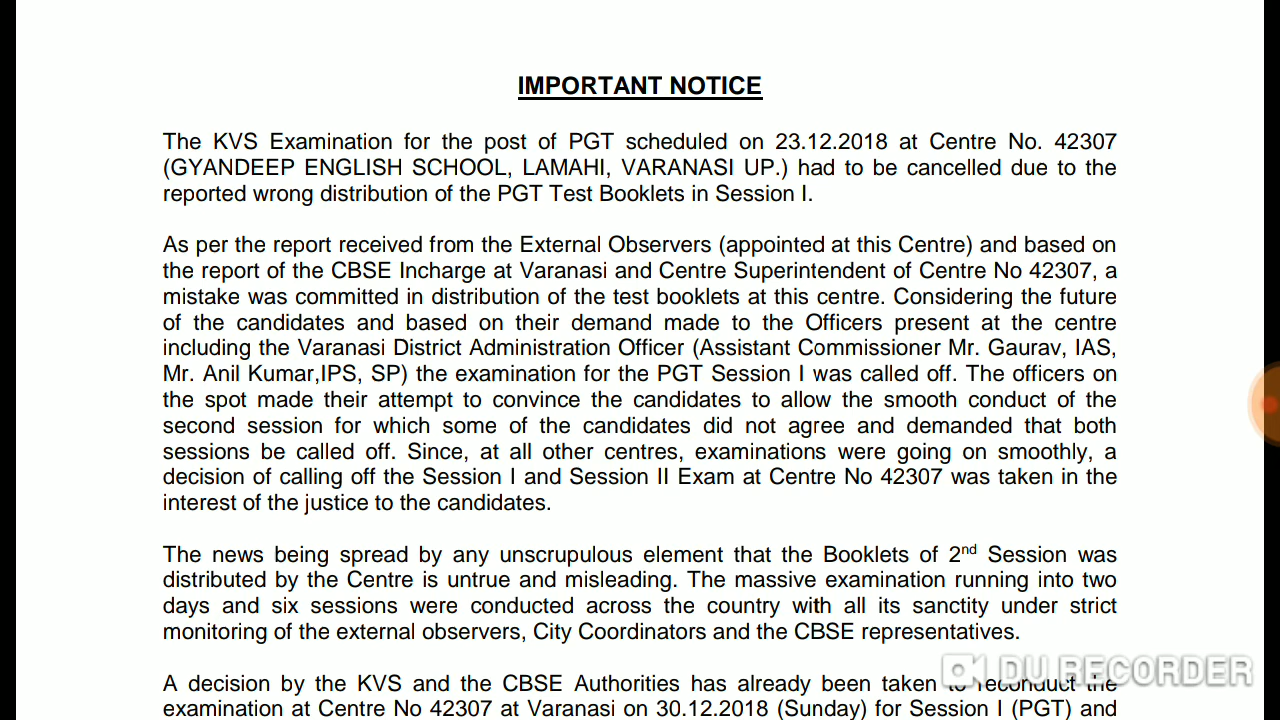 IMPORTANT NOTICE
The KVS Examination for the post of PGT scheduled on 23.12.2018 at Centre No. 42307
(GYANDEEP ENGLISH SCHOOL, LAMAHI, VARANASI UP.) had to be cancelled due to the
reported wrong distribution of the PGT Test Booklets in Session I.
As per the report received from the External Observers (appointed at this Centre) and based on
the report of the CBSE Incharge at Varanasi and Centre Superintendent of Centre No 42307, a
mistake was committed in distribution of the test booklets at this centre. Considering the future
of the candidates and based on their demand made to the Officers present at the centre
including the Varanasi District Administration Officer (Assistant Commissioner Mr. Gaurav, IAS,
Mr. Anil Kumar,IPS, SP) the examination for the PGT Session I was called off. The officers on
the spot made their attempt to convince the candidates to allow the smooth conduct of the
second session for which some of the candidates did not agree and demanded that both
sessions be called off. Since, at all other centres, examinations were going on smoothly, a
decision of calling off the Session I and Session II Exam at Centre No 42307 was taken in the
interest of the justice to the candidates.
The news being spread by any unscrupulous element that the Booklets of 2nd Session was
distributed by the Centre is untrue and misleading. The massive examination running into two
days and six sessions were conducted across the country with all its sanctity under strict
monitoring of the external observers, City Coordinators and the CBSE representatives.
A decision by the KVS and the CBSE Authorities has already been taken to reconduct the
examination at Centre No 42307 at Varanasi on 30.12.2018 (Sunday) for Session I (PGT) and
DU RECORDER